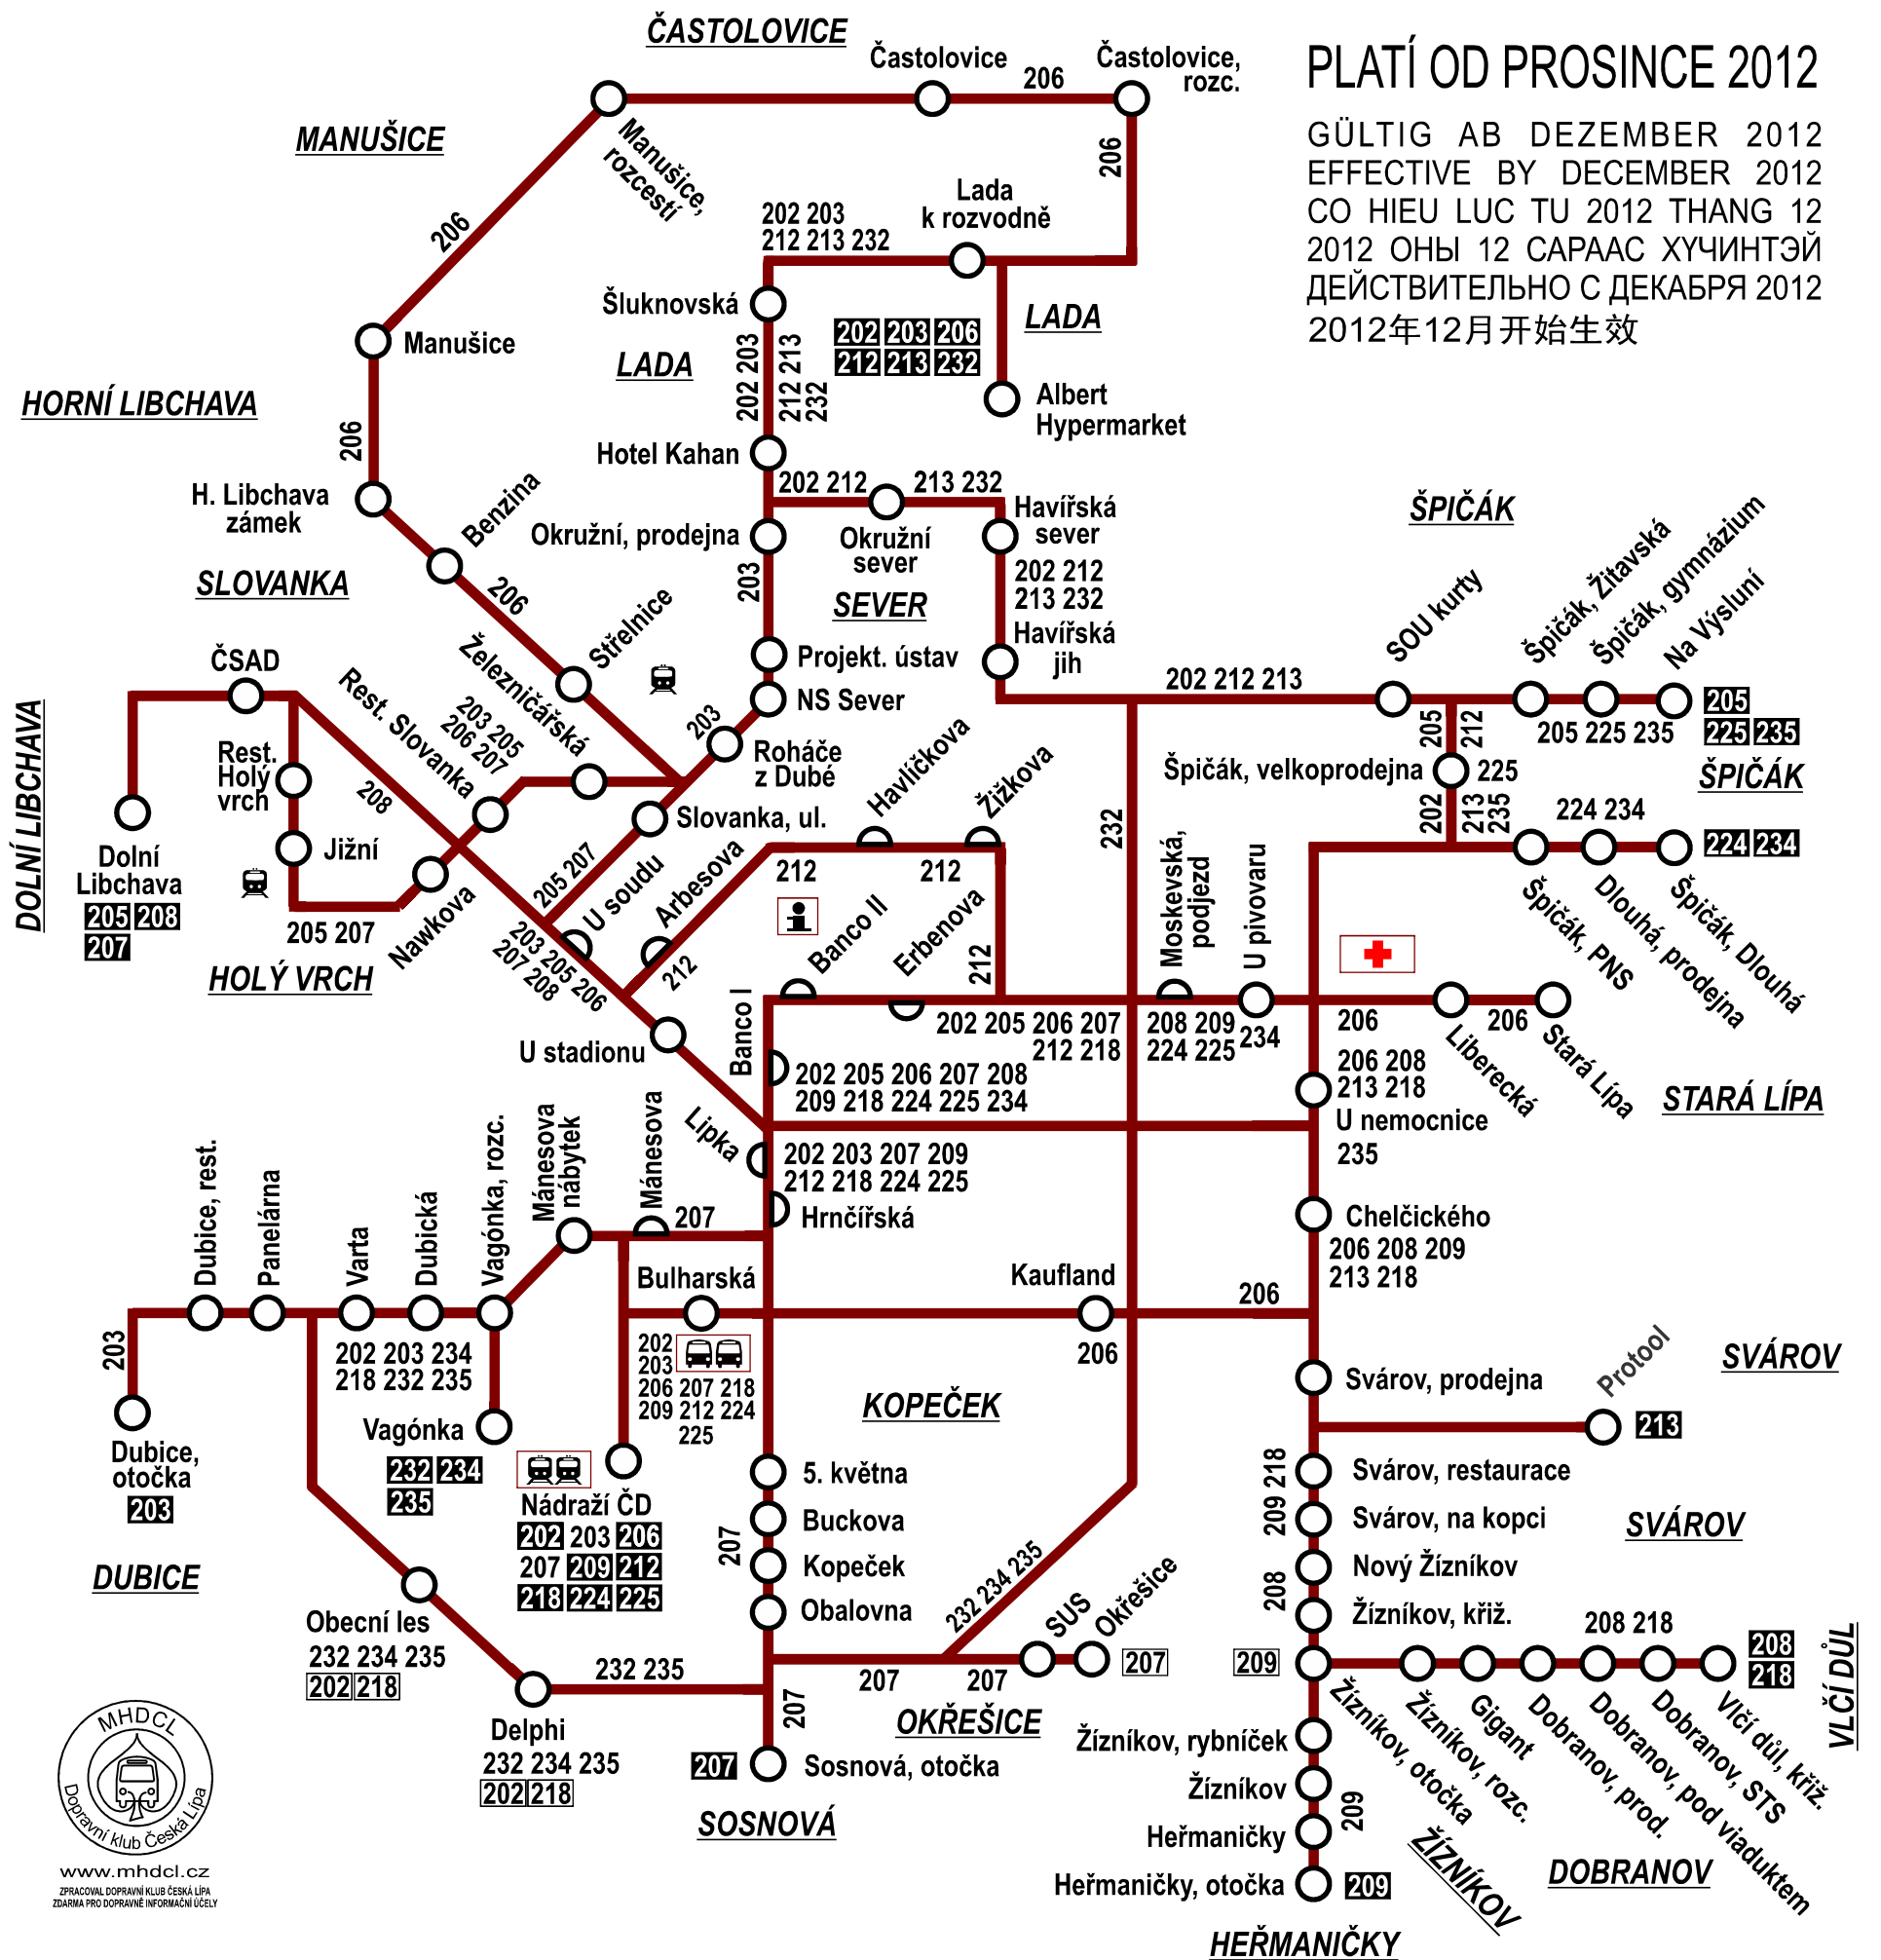 ČASTOLOVICE
Častolovice
206
Častolovice,
rozc.
PLATÍ OD PROSINCE 2012
GÜLTIG AB DEZEMBER 2012
EFFECTIVE BY DECEMBER 2012
CO HIEU LUC TU 2012 THANG 12
2012 ОНЫ 12 САРААС ХҮЧИНТЭЙ
ДЕЙСТВИТЕЛЬНО С ДЕКАБРЯ 2012
2012年12月开始生效
MANUŠICE
Manušice,
rozcestí
206
206
Lada
k rozvodně
202 203
212 213 232
Šluknovská
202 203
212 213
232
LADA
202 203 206
212 213 232
LADA
Albert
Hypermarket
Manušice
HORNÍ LIBCHAVA
206
H. Libchava
zámek
Benzina
Hotel Kahan
202 212
213 232
Okružní, prodejna
Okružní
sever
Havířská
sever
ŠPIČÁK
SLOVANKA
206
203
SEVER
202 212
213 232
Střelnice
Železničářská
Projekt. ústav
Havířská
jih
SOU kurty
Špičák, Žitavská
Špičák, gymnázium
Na Výsluní
ČSAD
Rest. Slovanka
203 205
206 207
NS Sever
203
202 212 213
205 225 235
205
225 235
ŠPIČÁK
DOLNÍ LIBCHAVA
Rest.
Holý
vrch
208
Roháče
z Dubé
205
212
Špičák, velkoprodejna
225
202
213
235
Slovanka, ul.
Havlíčkova
Žižkova
232
224 234
224 234
Dolní
Libchava
205 208
207
Jižní
205 207
Nawkova
HOLÝ VRCH
205 207
U soudu
203 205 206
207 208
Arbesova
212
212
212
212
Banco II
Erbenova
Moskevská,
podjezd
U pivovaru
Špičák, PNS
Dlouhá, prodejna
Špičák, Dlouhá
U stadionu
Banco I
202 205 206 207
212 218
208 209
224 225
234
206
206
Liberecká
Stará Lípa
STARÁ LÍPA
202 205 206 207 208
209 218 224 225 234
206 208
213 218
U nemocnice
235
Lipka
202 203 207 209
212 218 224 225
Hrnčířská
Dubice, rest.
Panelárna
Varta
Dubická
Vagónka, rozc.
Mánesova
nábytek
Mánesova
207
Chelčického
206 208 209
213 218
Bulharská
Kaufland
206
206
203
202 203 234
218 232 235
202
203
206 207 218
209 212 224
225
Svárov, prodejna
Protool
SVÁROV
213
KOPEČEK
Dubice,
otočka
203
Vagónka
232 234
235
Nádraží ČD
202 203 206
207 209 212
218 224 225
5. května
Buckova
Kopeček
Obalovna
207
209 218
Svárov, restaurace
Svárov, na kopci
SVÁROV
208
Nový Žízníkov
Žízníkov, křiž.
DUBICE
Obecní les
232 234 235
202 218
232 234 235
SUS
Okřešice
207
207
207
OKŘEŠICE
209
208 218
208
218
VLČÍ DŮL
232 235
Delphi
232 234 235
202 218
207
207
Sosnová, otočka
SOSNOVÁ
Žízníkov, otočka
Žízníkov, rozc.
Gigant
Dobranov, prod.
Dobranov, pod viaduktem
Dobranov, STS
Vlčí důl, křiž.
Žízníkov, rybníček
Žízníkov
209
Heřmaničky
Heřmaničky, otočka
209
ŽÍZNÍKOV
DOBRANOV
HEŘMANIČKY
MHDCL
Dopravní klub Česká Lípa
www.mhdcl.cz
ZPRACOVAL DOPRAVNÍ KLUB ČESKÁ LÍPA
ZDARMA PRO DOPRAVNĚ INFORMAČNÍ ÚČELY